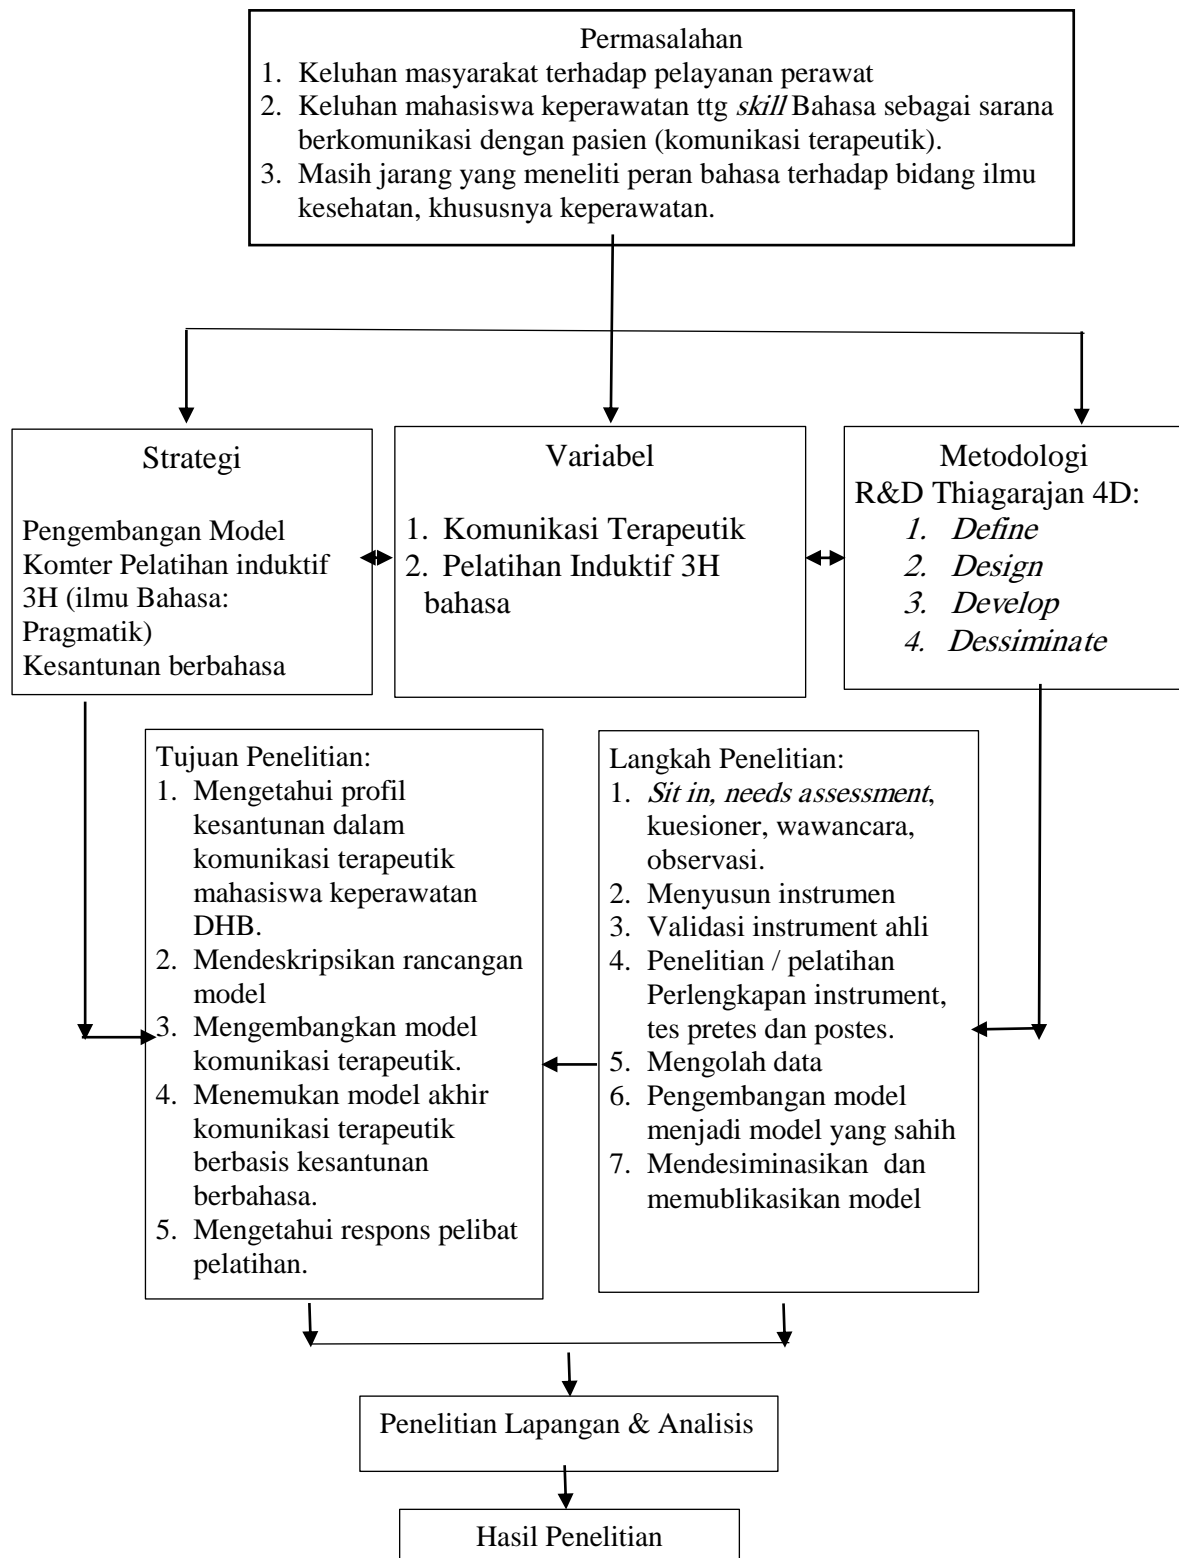 Permasalahan
1. Keluhan masyarakat terhadap pelayanan perawat
2. Keluhan mahasiswa keperawatan ttg skill Bahasa sebagai sarana
berkomunikasi dengan pasien (komunikasi terapeutik).
3. Masih jarang yang meneliti peran bahasa terhadap bidang ilmu
kesehatan, khususnya keperawatan.
Strategi
Pengembangan Model
Komter Pelatihan induktif
3H (ilmu Bahasa:
Pragmatik)
Kesantunan berbahasa
Variabel
1. Komunikasi Terapeutik
2. Pelatihan Induktif 3H
bahasa
Metodologi
R&D Thiagarajan 4D:
1. Define
2. Design
3. Develop
4. Dessiminate
Tujuan Penelitian:
1. Mengetahui profil
kesantunan dalam
komunikasi terapeutik
mahasiswa keperawatan
DHB.
2. Mendeskripsikan rancangan
model
3. Mengembangkan model
komunikasi terapeutik.
4. Menemukan model akhir
komunikasi terapeutik
berbasis kesantunan
berbahasa.
5. Mengetahui respons pelibat
pelatihan.
Langkah Penelitian:
1. Sit in, needs assessment,
kuesioner, wawancara,
observasi.
2. Menyusun instrumen
3. Validasi instrument ahli
4. Penelitian / pelatihan
Perlengkapan instrument,
tes pretes dan postes.
5. Mengolah data
6. Pengembangan model
menjadi model yang sahih
7. Mendesiminasikan dan
memublikasikan model
Penelitian Lapangan & Analisis
Hasil Penelitian